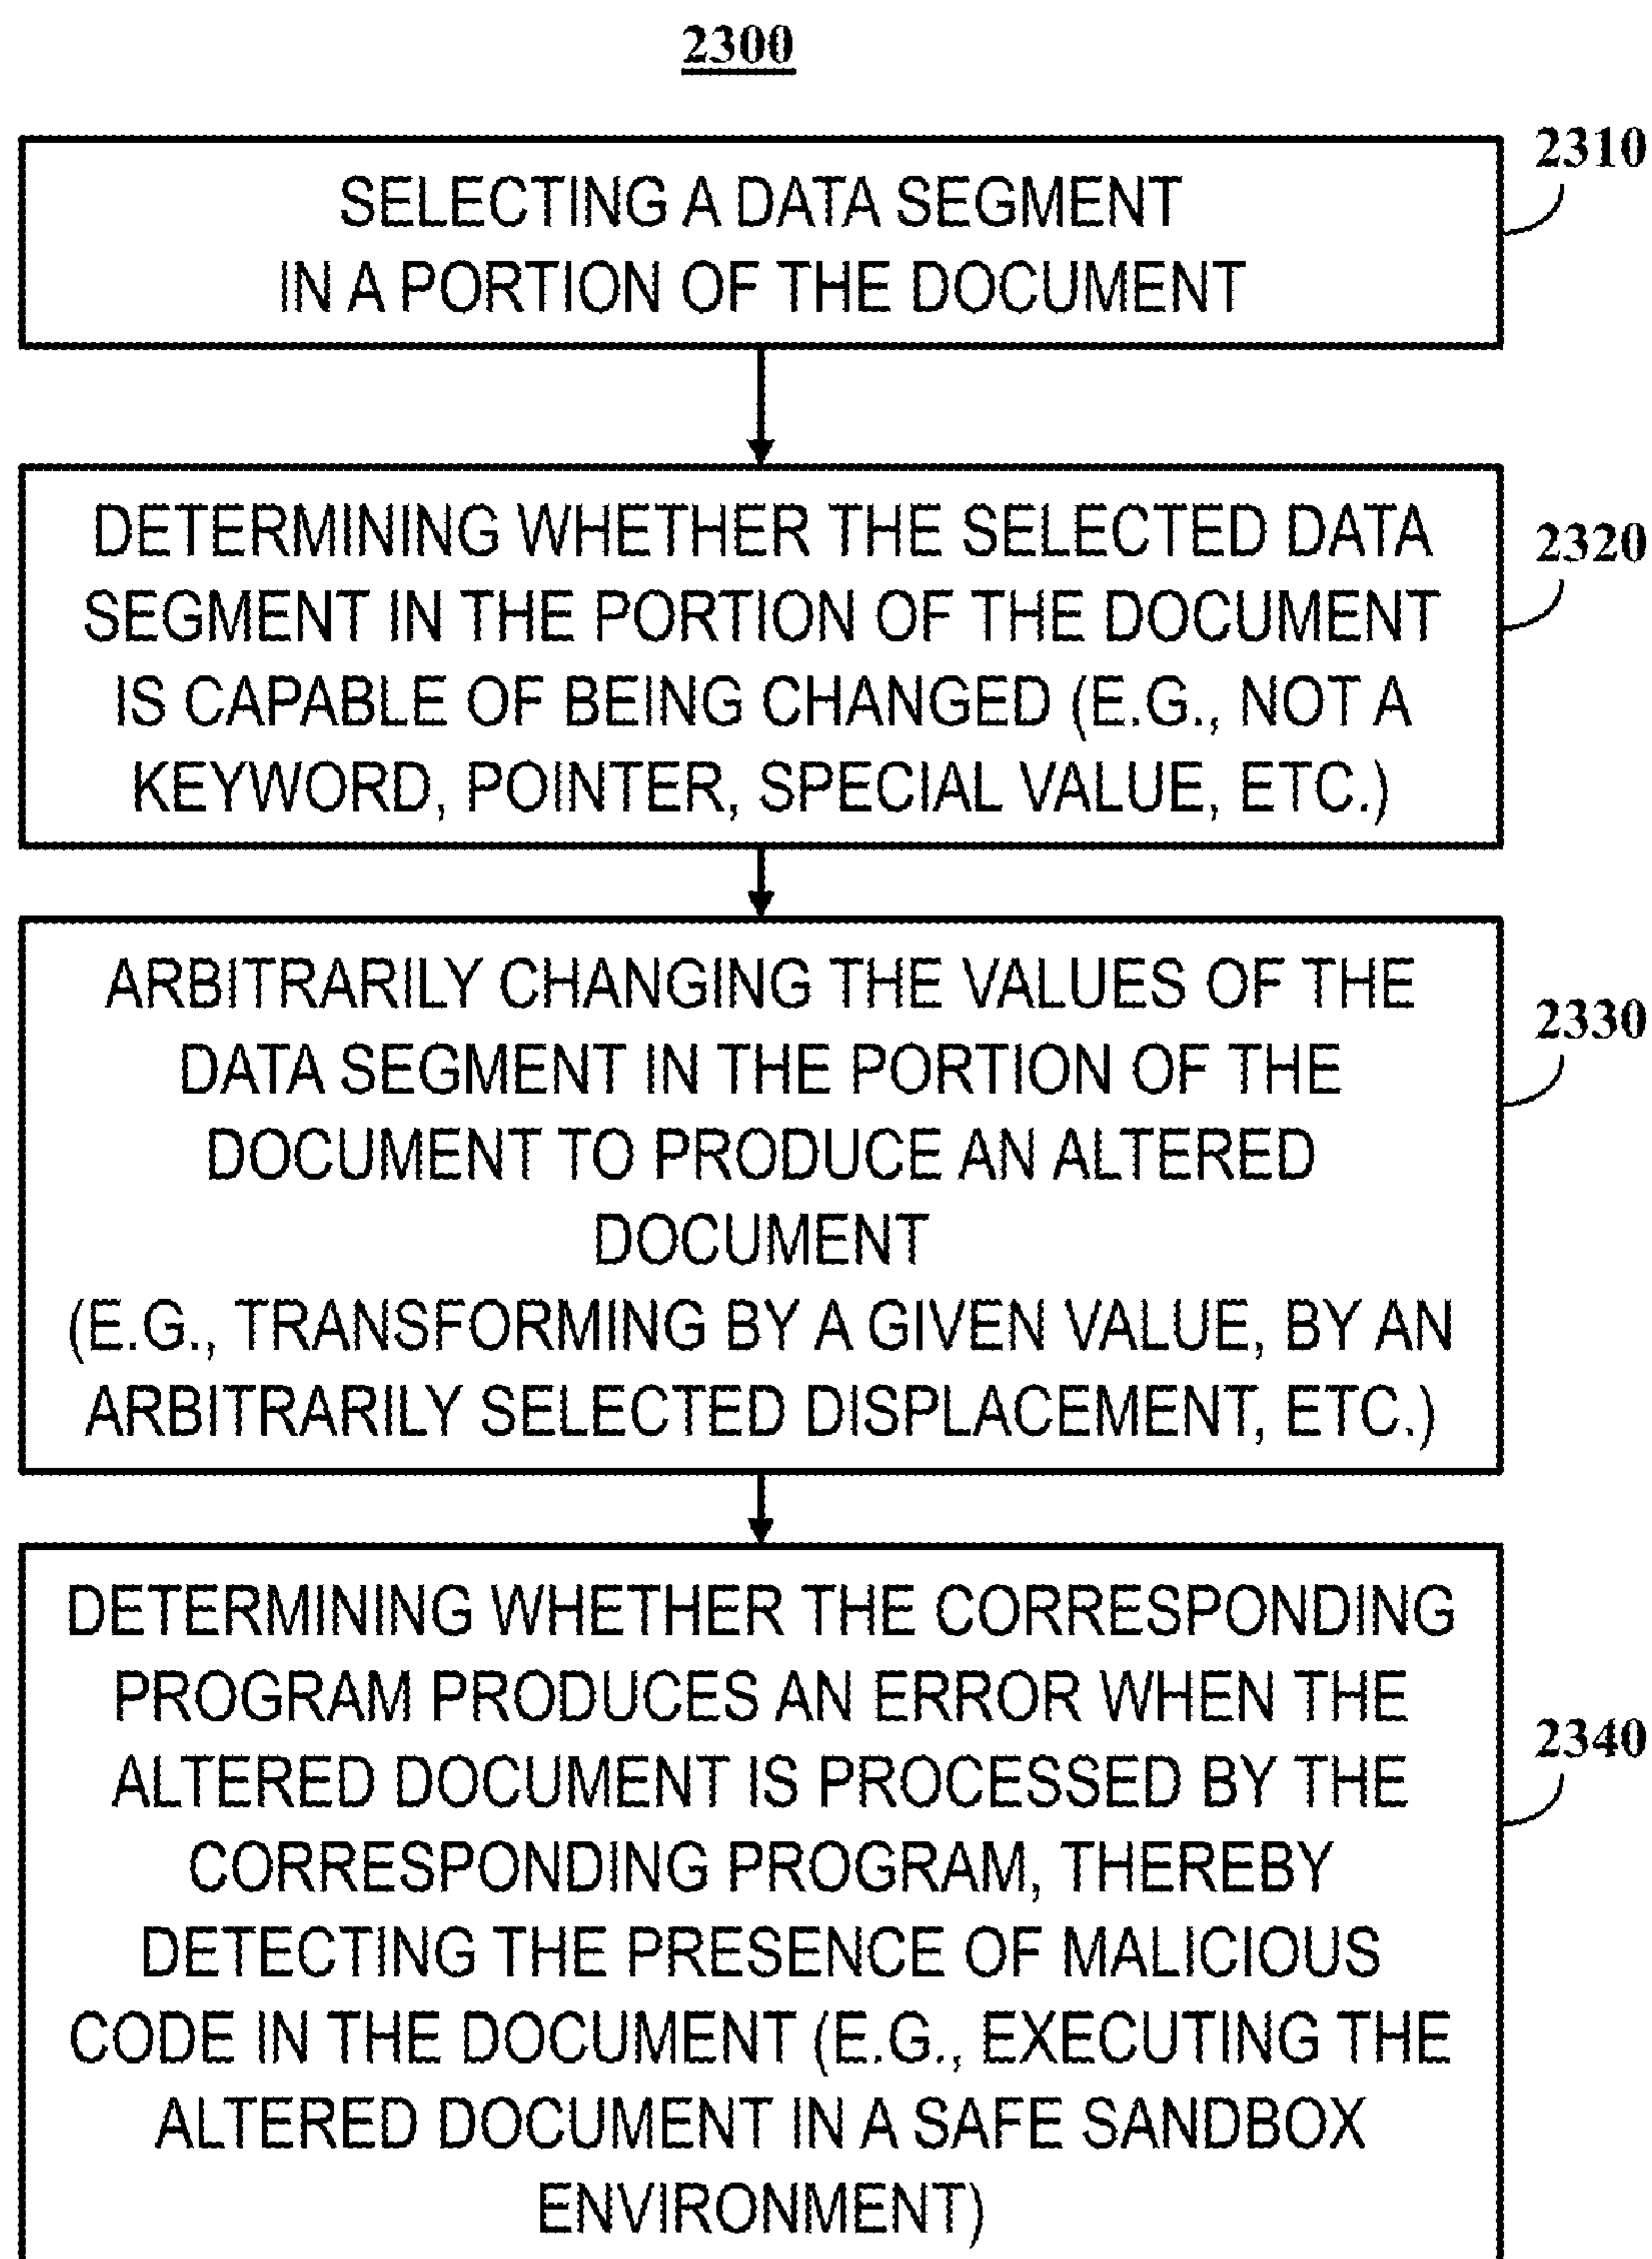 2300
2310
SELECTING A DATA SEGMENT
IN A PORTION OF THE DOCUMENT
2320
DETERMINING WHETHER THE SELECTED DATA
SEGMENT IN THE PORTION OF THE DOCUMENT
IS CAPABLE OF BEING CHANGED (E.G., NOT A
KEYWORD, POINTER, SPECIAL VALUE, ETC.)
2330
ARBITRARILY CHANGING THE VALUES OF THE
DATA SEGMENT IN THE PORTION OF THE
DOCUMENT TO PRODUCE AN ALTERED
DOCUMENT
(E.G., TRANSFORMING BY A GIVEN VALUE, BY AN
ARBITRARILY SELECTED DISPLACEMENT, ETC.)
2340
DETERMINING WHETHER THE CORRESPONDING
PROGRAM PRODUCES AN ERROR WHEN THE
ALTERED DOCUMENT IS PROCESSED BY THE
CORRESPONDING PROGRAM, THEREBY
DETECTING THE PRESENCE OF MALICIOUS
CODE IN THE DOCUMENT (E.G., EXECUTING THE
ALTERED DOCUMENT IN A SAFE SANDBOX
ENVIRONMENT)